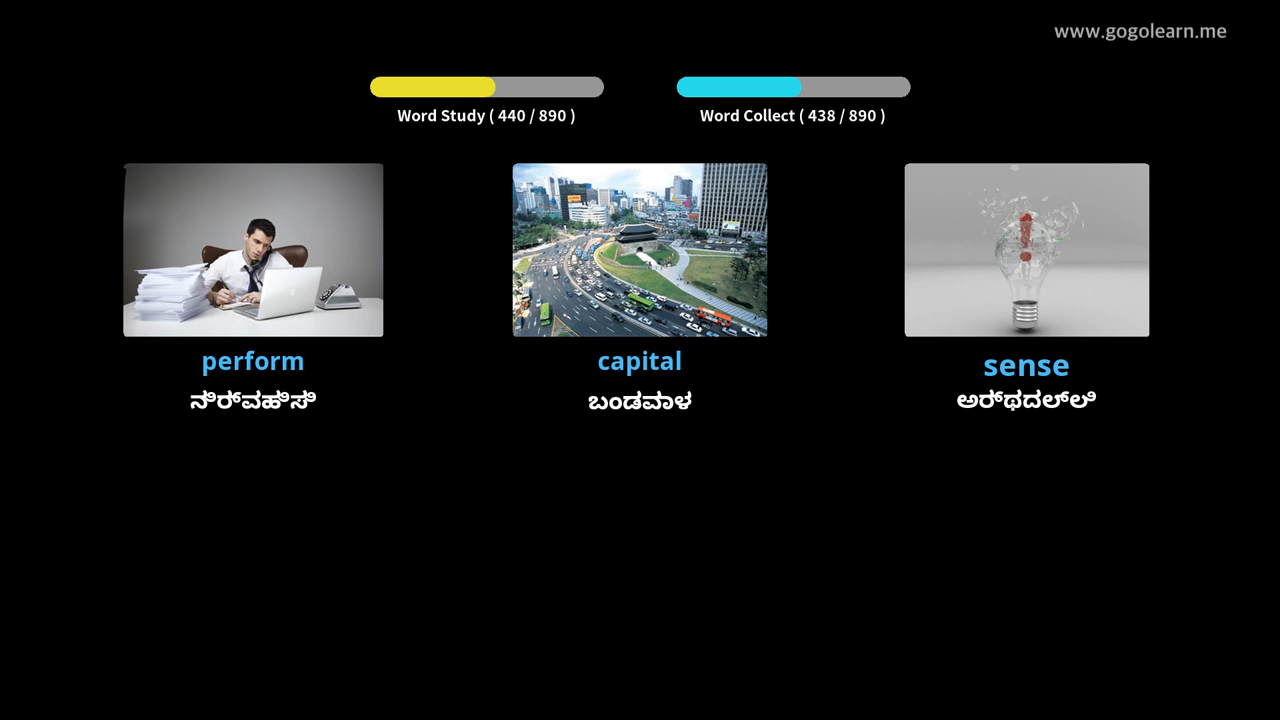 www.gogolearn.me
Word Study ( 440 / 890 )
Word Collect ( 438 / 890 )
perform
capital
sense
ನಿರ್ವಹಿಸಿ
ಬಂಡವಾಳ
ಅರ್ಥದಲ್ಲಿ